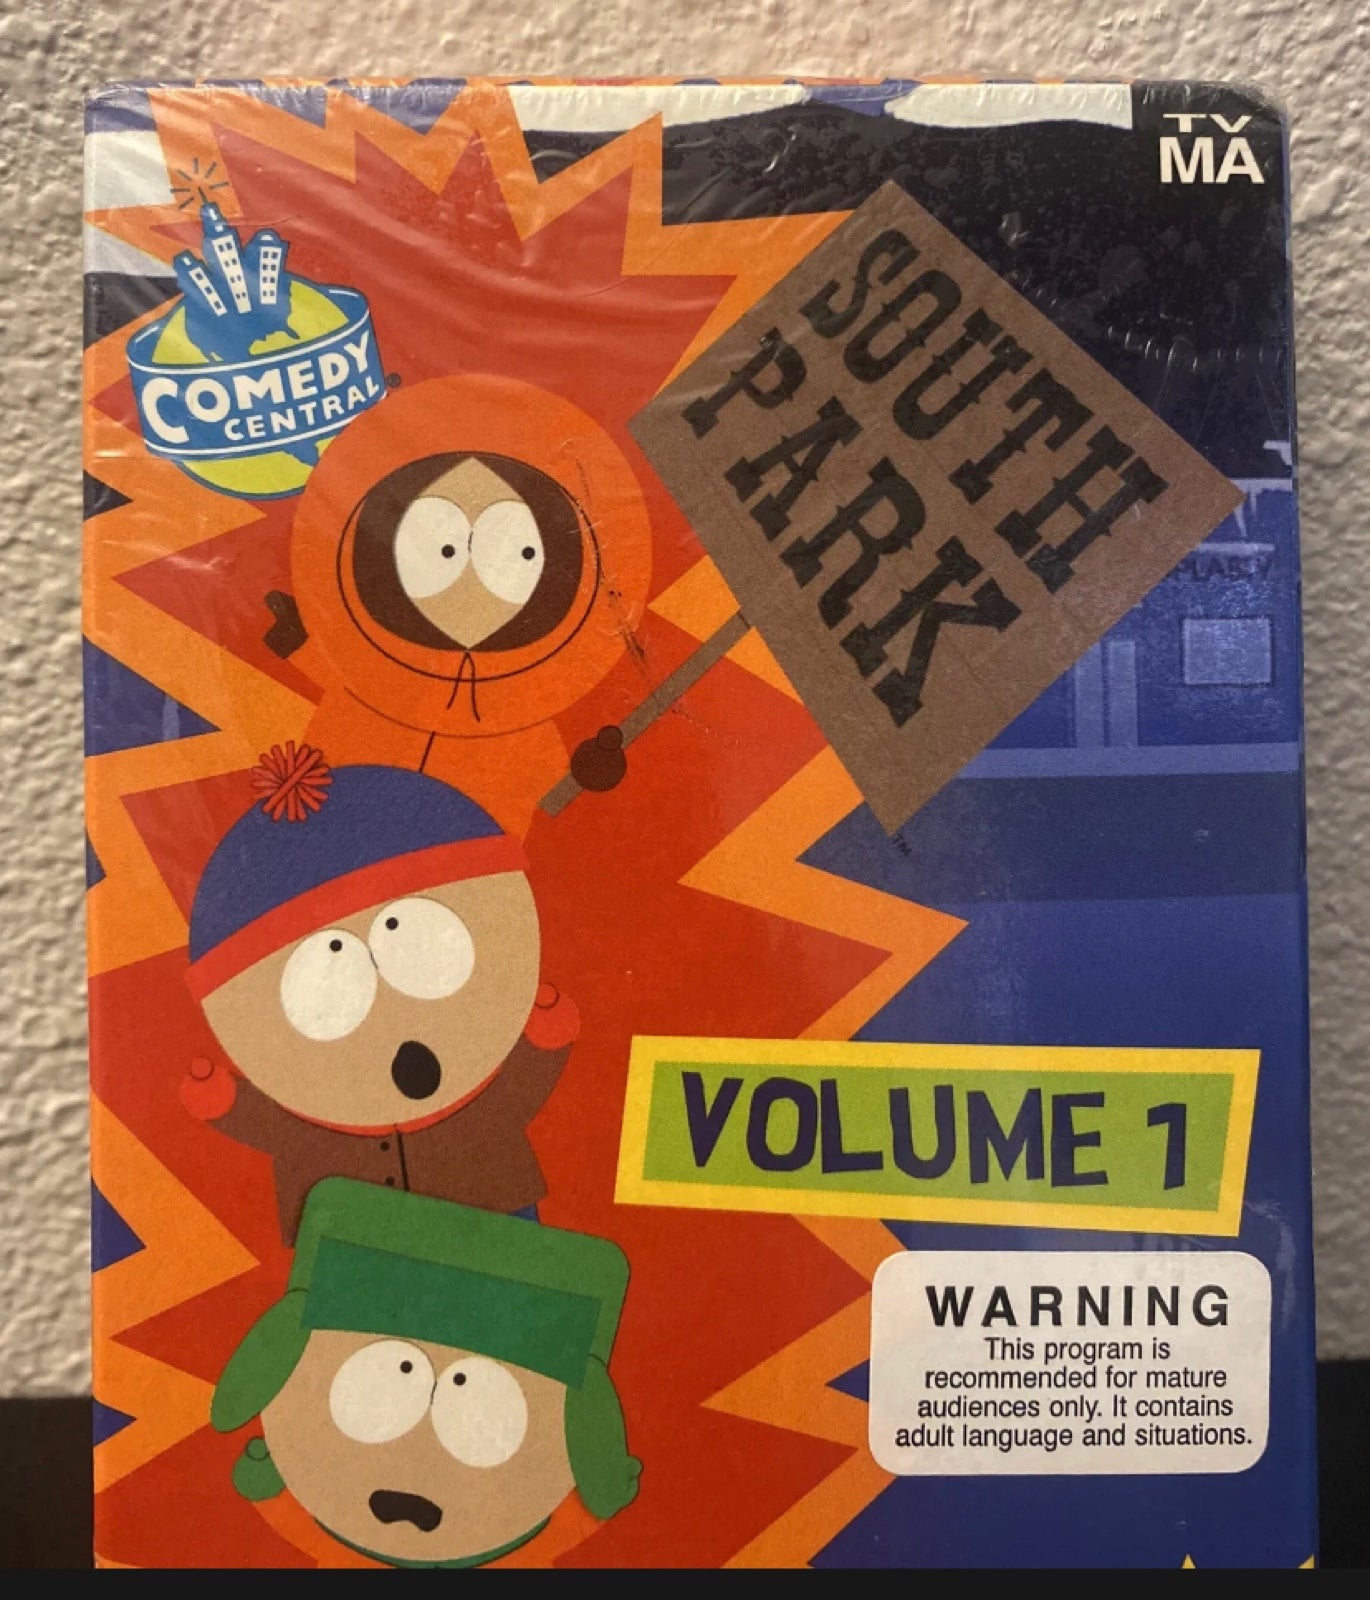 TV
MA
COMEDY
CENTRAL®
SOUTH
PARK
TM
VOLUME 1
WARNING
This program is
recommended for mature
audiences only. It contains
adult language and situations.